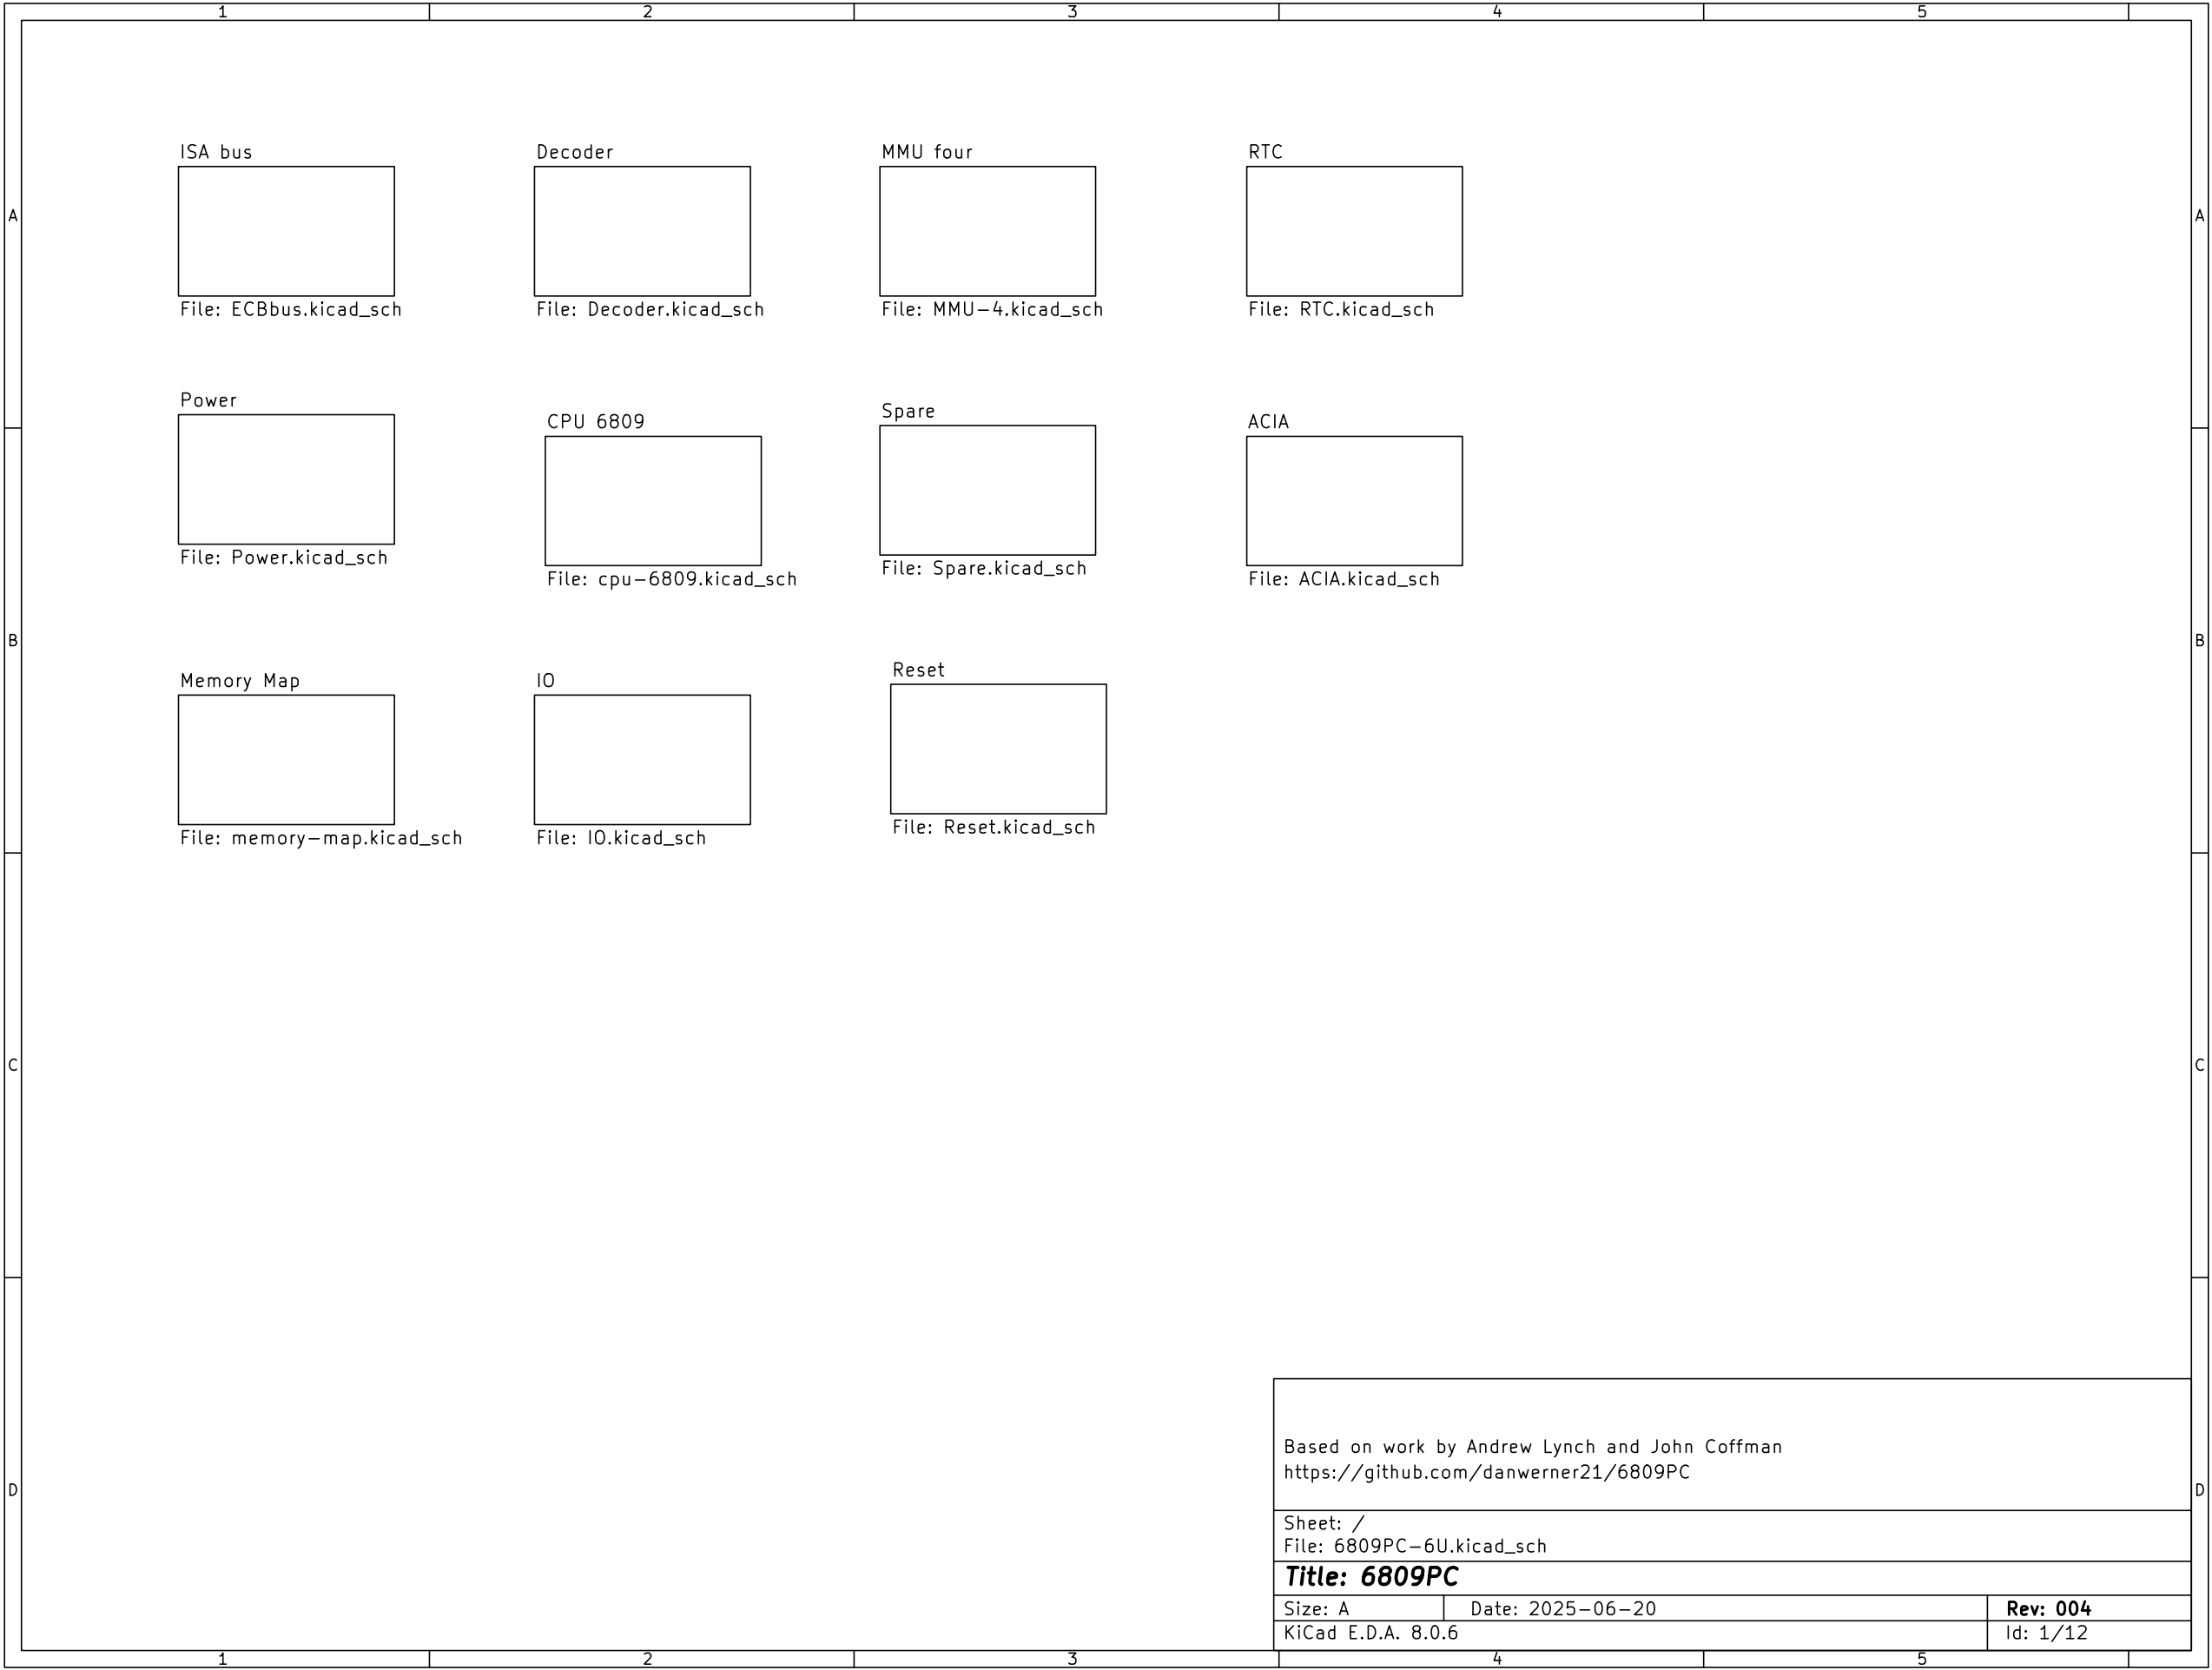 1 2 3 4 5
ISA bus Decoder MMU four RTC
A A
File: ECBbus.kicad_sch File: Decoder.kicad_sch File: MMU-4.kicad_sch File: RTC.kicad_sch
Power
Spare
CPU 6809 ACIA
File: Power.kicad_sch
File: Spare.kicad_sch
File: cpu-6809.kicad_sch File: ACIA.kicad_sch
B B
Reset
Memory Map IO
File: Reset.kicad_sch
File: memory-map.kicad_sch File: IO.kicad_sch
C C
Based on work by Andrew Lynch and John Coffman
https://github.com/danwerner21/6809PC
D D
Sheet: /
File: 6809PC-6U.kicad_sch
Title: 6809PC
Size: A Date: 2025-06-20 Rev: 004
KiCad E.D.A. 8.0.6 Id: 1/12
1 2 3 4 5